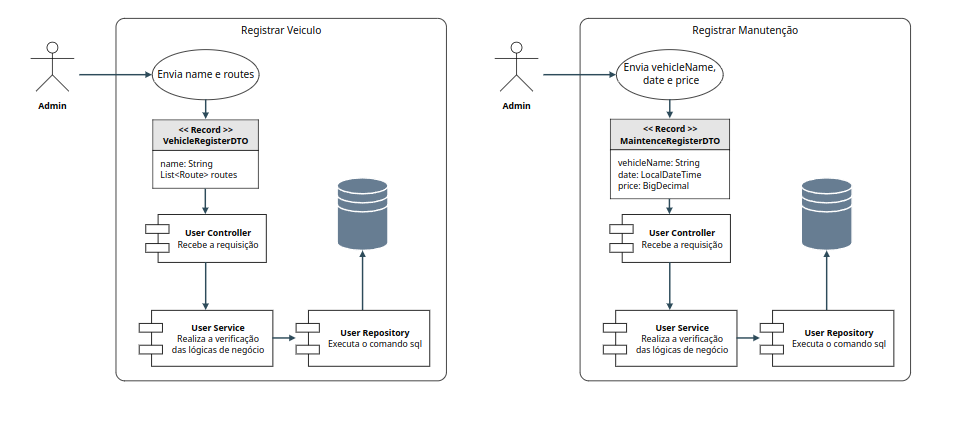 Registrar Veiculo
Admin
Envia name e routes
<< Record >>
VehicleRegisterDTO
name: String
List<Route> routes
User Controller
Recebe a requisição
User Service
Realiza a verificação
das lógicas de negócio
User Repository
Executa o comando sql
Registrar Manutenção
Admin
Envia vehicleName,
date e price
<< Record >>
MaintenceRegisterDTO
vehicleName: String
date: LocalDateTime
price: BigDecimal
User Controller
Recebe a requisição
User Service
Realiza a verificação
das lógicas de negócio
User Repository
Executa o comando sql